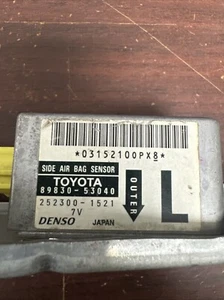 *03152100PX8*
SIDE AIR BAG SENSOR
TOYOTA
89830-53040
252300-1521
7V
DENSO JAPAN
OUTER
L